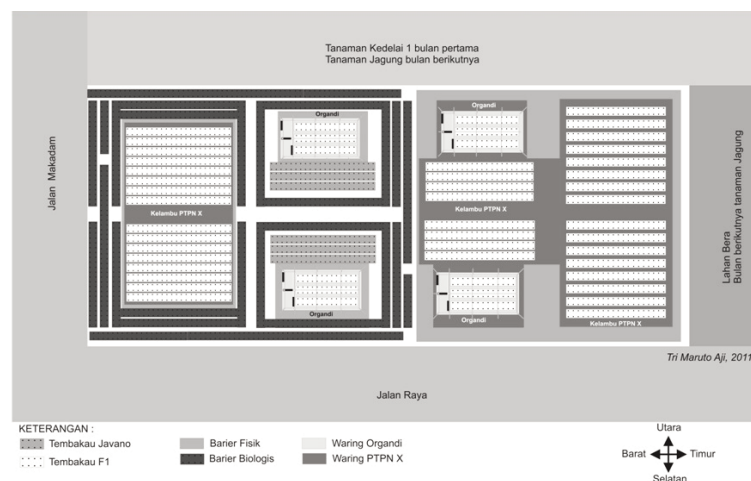 Tanaman Kedelai 1 bulan pertama
Tanaman Jagung bulan berikutnya
Jalan Makadam
Organdi
Organdi
Kelambu PTPN X
Kelambu PTPN X
Organdi
Organdi
Kelambu PTPN X
Lahan Bera
Bulan berikutnya tanaman Jagung
Tri Maruto Aji, 2011
Jalan Raya
KETERANGAN :
Tembakau Javano
Tembakau F1
Barier Fisik
Barier Biologis
Waring Organdi
Waring PTPN X
Utara
Barat
Timur
Selatan